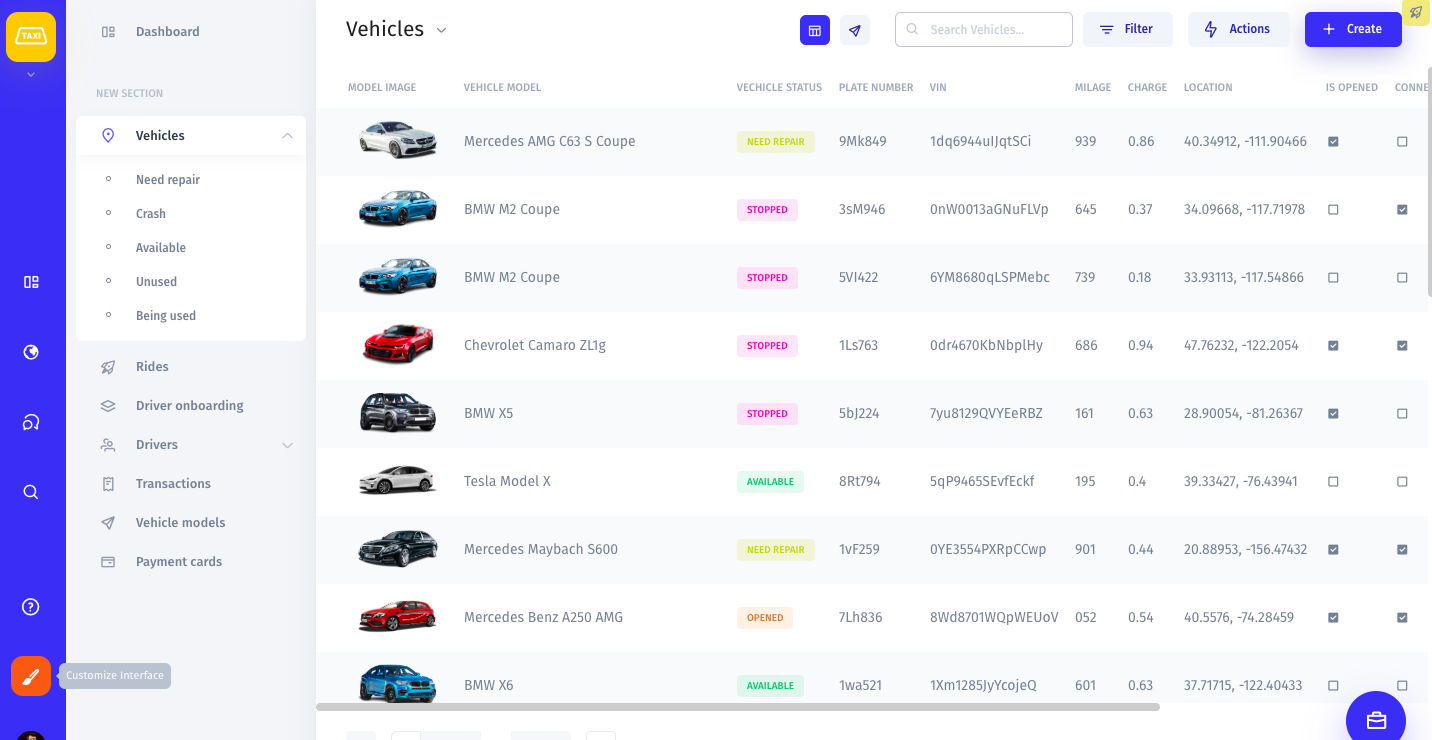 TAXI
Dashboard
NEW SECTION
Vehicles
Need repair
Crash
Available
Unused
Being used
Rides
Driver onboarding
Drivers
Transactions
Vehicle models
Payment cards
Customize Interface
Vehicles
Search Vehicles...
Filter
Actions
Create
MODEL IMAGE VEHICLE MODEL VECHICLE STATUS PLATE NUMBER VIN MILAGE CHARGE LOCATION IS OPENED CONNE
Mercedes AMG C63 S Coupe NEED REPAIR 9Mk849 1dq6944uIJqtSCi 939 0.86 40.34912, -111.90466
BMW M2 Coupe STOPPED 3sM946 0nW0013aGNuFLVp 645 0.37 34.09668, -117.71978
BMW M2 Coupe STOPPED 5VI422 6YM8680qLSPMebc 739 0.18 33.93113, -117.54866
Chevrolet Camaro ZL1g STOPPED 1Ls763 0dr4670KbNbplHy 686 0.94 47.76232, -122.2054
BMW X5 STOPPED 5bJ224 7yu8129QVYEeRBZ 161 0.63 28.90054, -81.26367
Tesla Model X AVAILABLE 8Rt794 5qP9465SEvfEckf 195 0.4 39.33427, -76.43941
Mercedes Maybach S600 NEED REPAIR 1vF259 0YE3554PXRpCCwp 901 0.44 20.88953, -156.47432
Mercedes Benz A250 AMG OPENED 7Lh836 8Wd8701WQpWEUoV 052 0.54 40.5576, -74.28459
BMW X6 AVAILABLE 1wa521 1Xm1285JyYcojeQ 601 0.63 37.71715, -122.40433